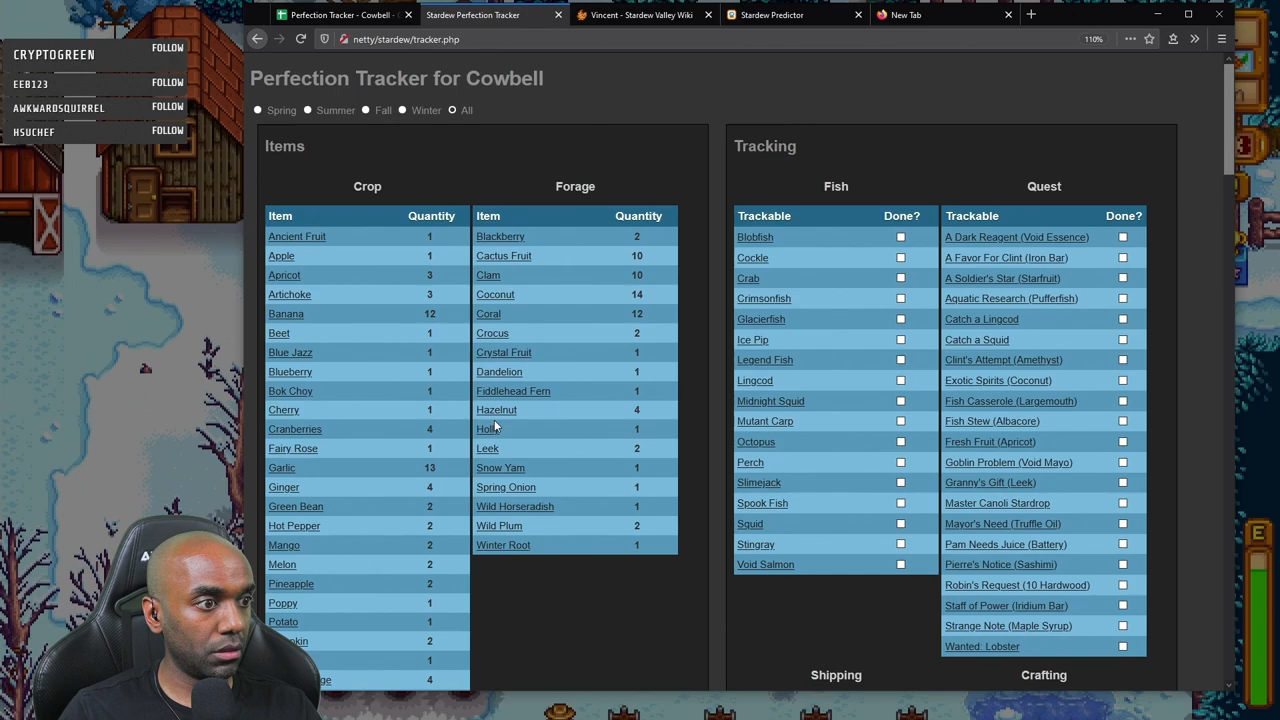 Perfection Tracker - Cowbell -
Stardew Perfection Tracker
Vincent - Stardew Valley Wiki
Stardew Predictor
New Tab
netty/stardew/tracker.php
110%
CRYPTOGREEN FOLLOW
EEB123 FOLLOW
AWKWARDSQUIRREL FOLLOW
HSUCHEF FOLLOW
Perfection Tracker for Cowbell
Spring Summer Fall Winter All
Items
Crop
Item Quantity
Ancient Fruit 1
Apple 1
Apricot 3
Artichoke 3
Banana 12
Beet 1
Blue Jazz 1
Blueberry 1
Bok Choy 1
Cherry 1
Cranberries 4
Fairy Rose 1
Garlic 13
Ginger 4
Green Bean 2
Hot Pepper 2
Mango 2
Melon 2
Pineapple 2
Poppy 1
Potato 1
2
1
4
Forage
Item Quantity
Blackberry 2
Cactus Fruit 10
Clam 10
Coconut 14
Coral 12
Crocus 2
Crystal Fruit 1
Dandelion 1
Fiddlehead Fern 1
Hazelnut 4
Holly 1
Leek 2
Snow Yam 1
Spring Onion 1
Wild Horseradish 1
Wild Plum 2
Winter Root 1
Tracking
Fish
Trackable Done?
Blobfish
Cockle
Crab
Crimsonfish
Glacierfish
Ice Pip
Legend Fish
Lingcod
Midnight Squid
Mutant Carp
Octopus
Perch
Slimejack
Spook Fish
Squid
Stingray
Void Salmon
Quest
Trackable Done?
A Dark Reagent (Void Essence)
A Favor For Clint (Iron Bar)
A Soldier's Star (Starfruit)
Aquatic Research (Pufferfish)
Catch a Lingcod
Catch a Squid
Clint's Attempt (Amethyst)
Exotic Spirits (Coconut)
Fish Casserole (Largemouth)
Fish Stew (Albacore)
Fresh Fruit (Apricot)
Goblin Problem (Void Mayo)
Granny's Gift (Leek)
Master Canoli Stardrop
Mayor's Need (Truffle Oil)
Pam Needs Juice (Battery)
Pierre's Notice (Sashimi)
Robin's Request (10 Hardwood)
Staff of Power (Iridium Bar)
Strange Note (Maple Syrup)
Wanted: Lobster
Shipping
Crafting
E